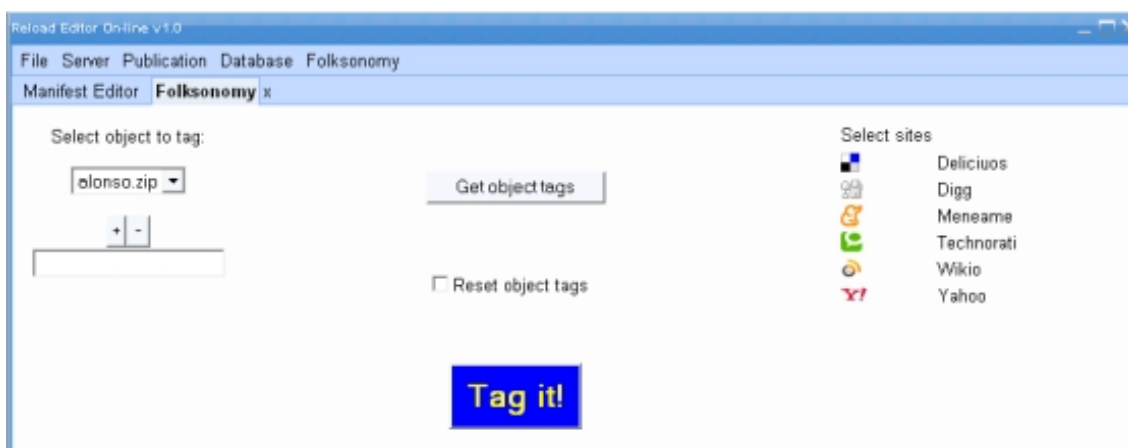 Reload Editor On-line v1.0
File Server Publication Database Folksonomy
Manifest Editor Folksonomy x
Select object to tag:
alonso.zip
+ -
Get object tags
Reset object tags
Tag it!
Select sites
Deliciuos
Digg
Meneame
Technorati
Wikio
Y! Yahoo